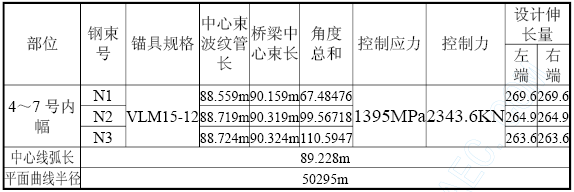 部位 钢束号 锚具规格 中心束波纹管长 桥梁中心束长 角度总和 控制应力 控制力 设计伸长量
左端 右端
4～7号内幅 VLM15-12 1395MPa 2343.6KN
N1 88.559m 90.159m 67.48476 269.6 269.6
N2 88.719m 90.319m 99.56718 264.9 264.9
N3 88.724m 90.324m 110.5947 263.6 263.6
中心线弧长 89.228m
平面曲线半径 50295m